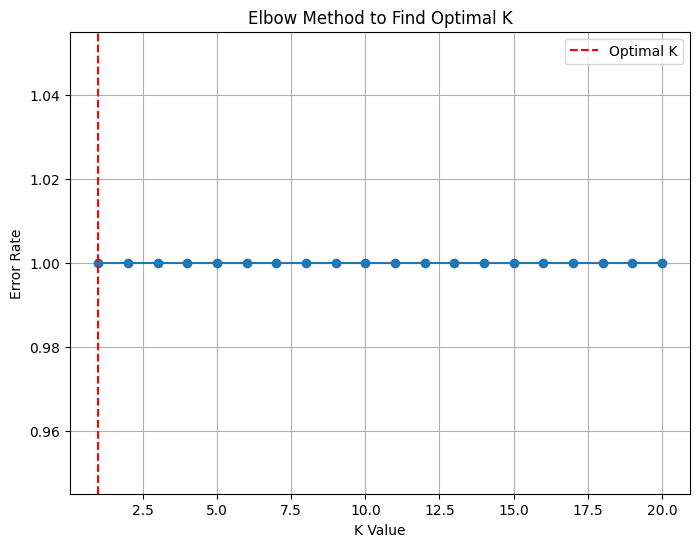 Elbow Method to Find Optimal K
Optimal K
1.04
1.02
1.00
0.98
0.96
Error Rate
2.5 5.0 7.5 10.0 12.5 15.0 17.5 20.0
K Value